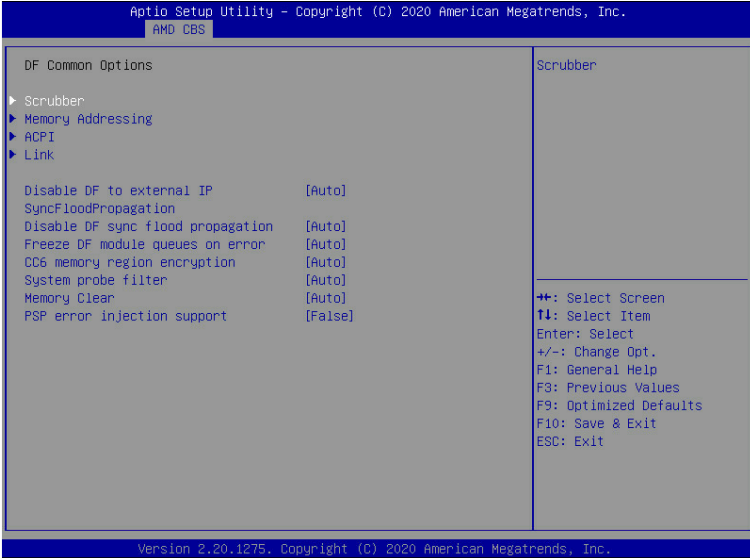 Aptio Setup Utility – Copyright (C) 2020 American Megatrends, Inc.
AMD CBS
DF Common Options
Scrubber
Memory Addressing
ACPI
Link
Disable DF to external IP [Auto]
SyncFloodPropagation
Disable DF sync flood propagation [Auto]
Freeze DF module queues on error [Auto]
CC6 memory region encryption [Auto]
System probe filter [Auto]
Memory Clear [Auto]
PSP error injection support [False]
Scrubber
→←: Select Screen
↑↓: Select Item
Enter: Select
+/-: Change Opt.
F1: General Help
F3: Previous Values
F9: Optimized Defaults
F10: Save & Exit
ESC: Exit
Version 2.20.1275. Copyright (C) 2020 American Megatrends, Inc.